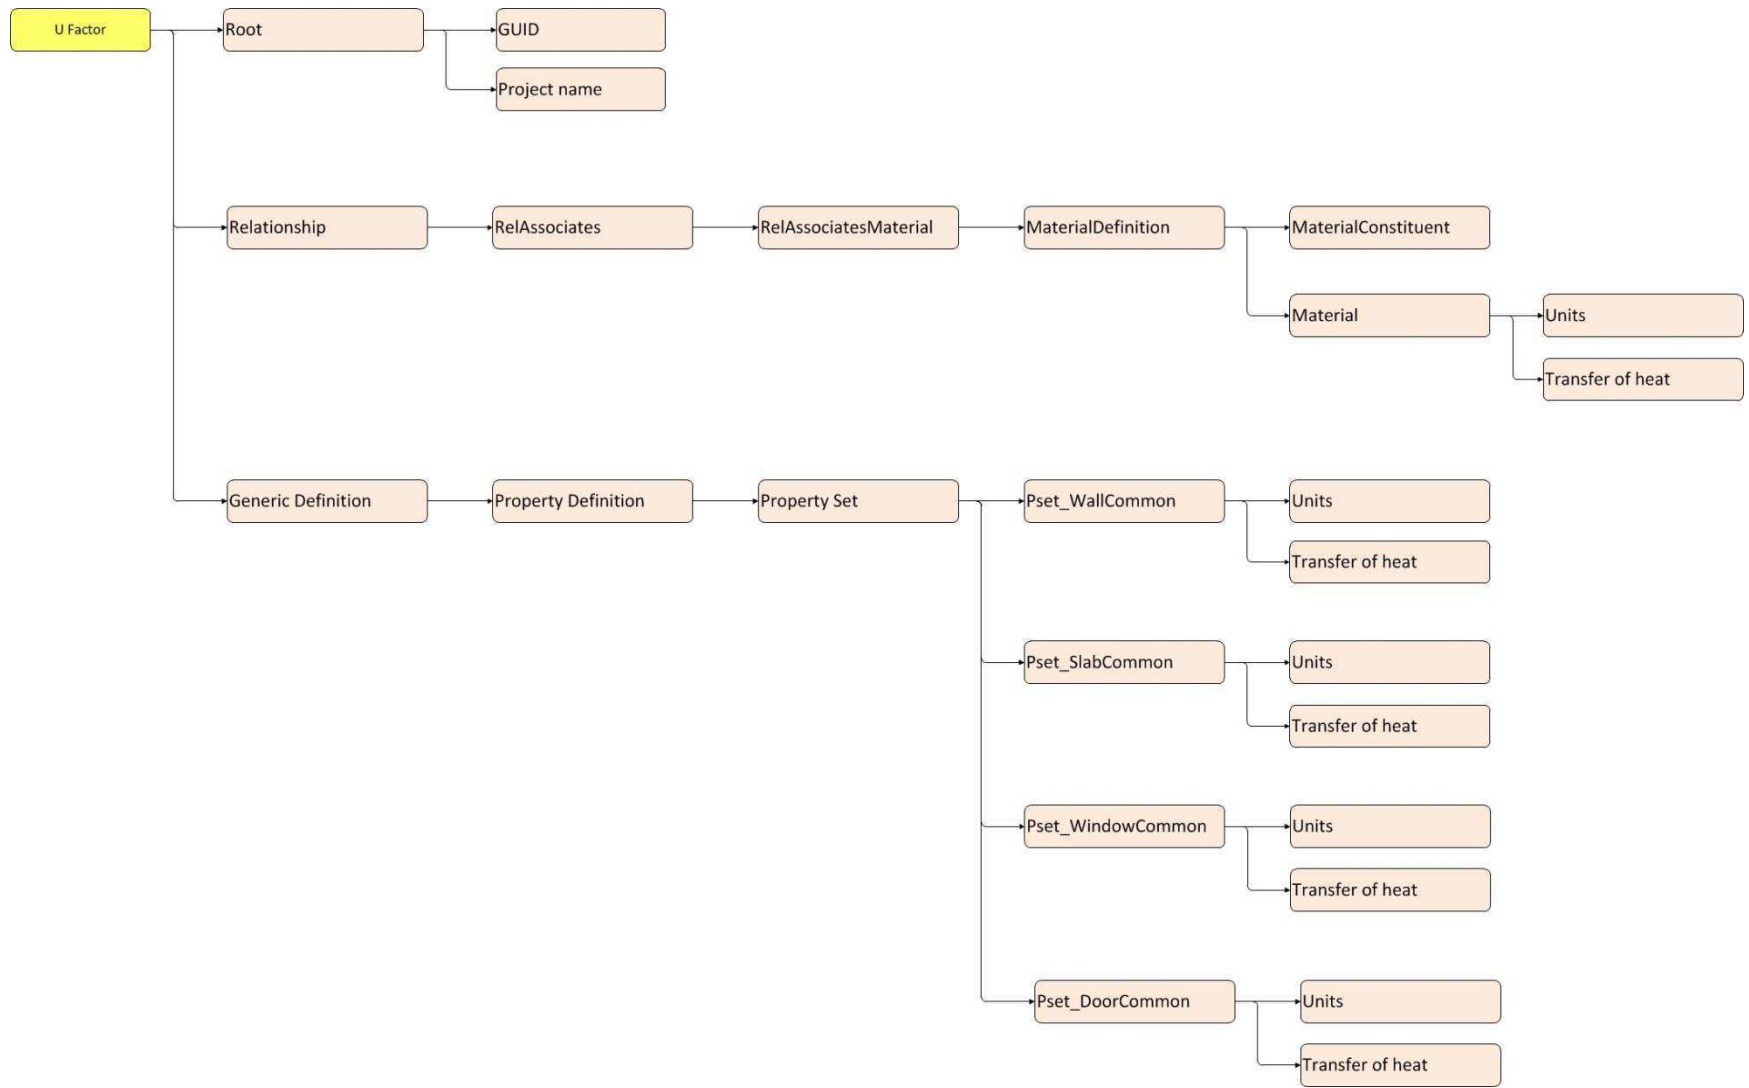 U Factor
Root
GUID
Project name
Relationship
RelAssociates
RelAssociatesMaterial
MaterialDefinition
MaterialConstituent
Material
Units
Transfer of heat
Generic Definition
Property Definition
Property Set
Pset_WallCommon
Units
Transfer of heat
Pset_SlabCommon
Units
Transfer of heat
Pset_WindowCommon
Units
Transfer of heat
Pset_DoorCommon
Units
Transfer of heat